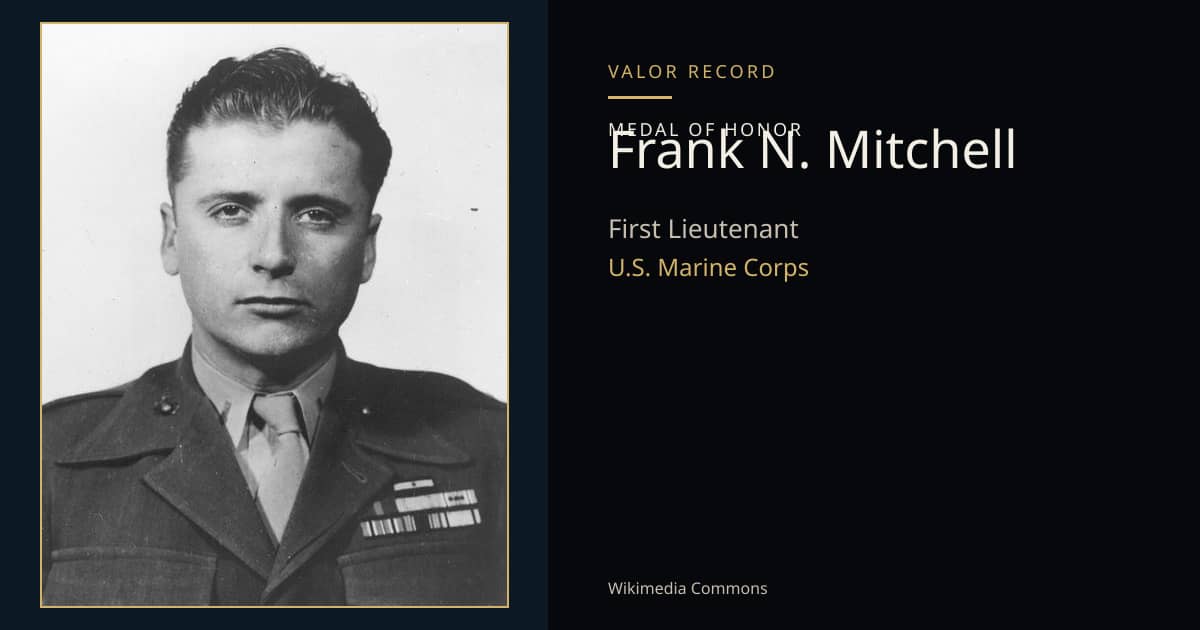 VALOR RECORD
MEDAL OF HONOR
Frank N. Mitchell
First Lieutenant
U.S. Marine Corps
Wikimedia Commons